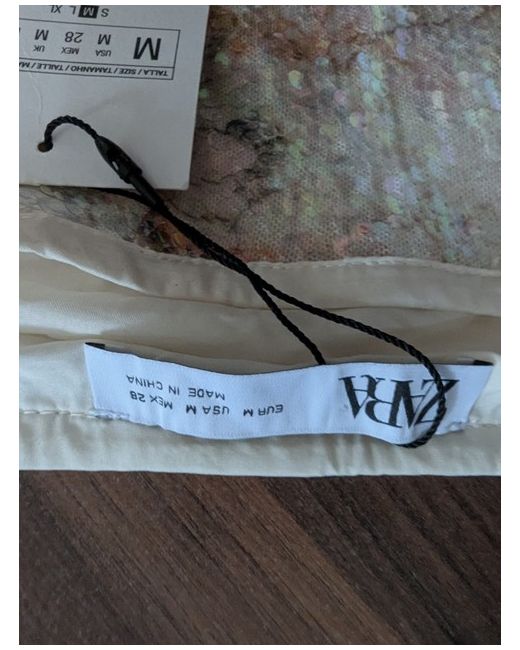 TALLA / SIZE / TAMANHO / TAILLE / MA
M
USA MEX UK
M 28 M
S M L XL
ZARA
EUR M USA M MEX 28
MADE IN CHINA